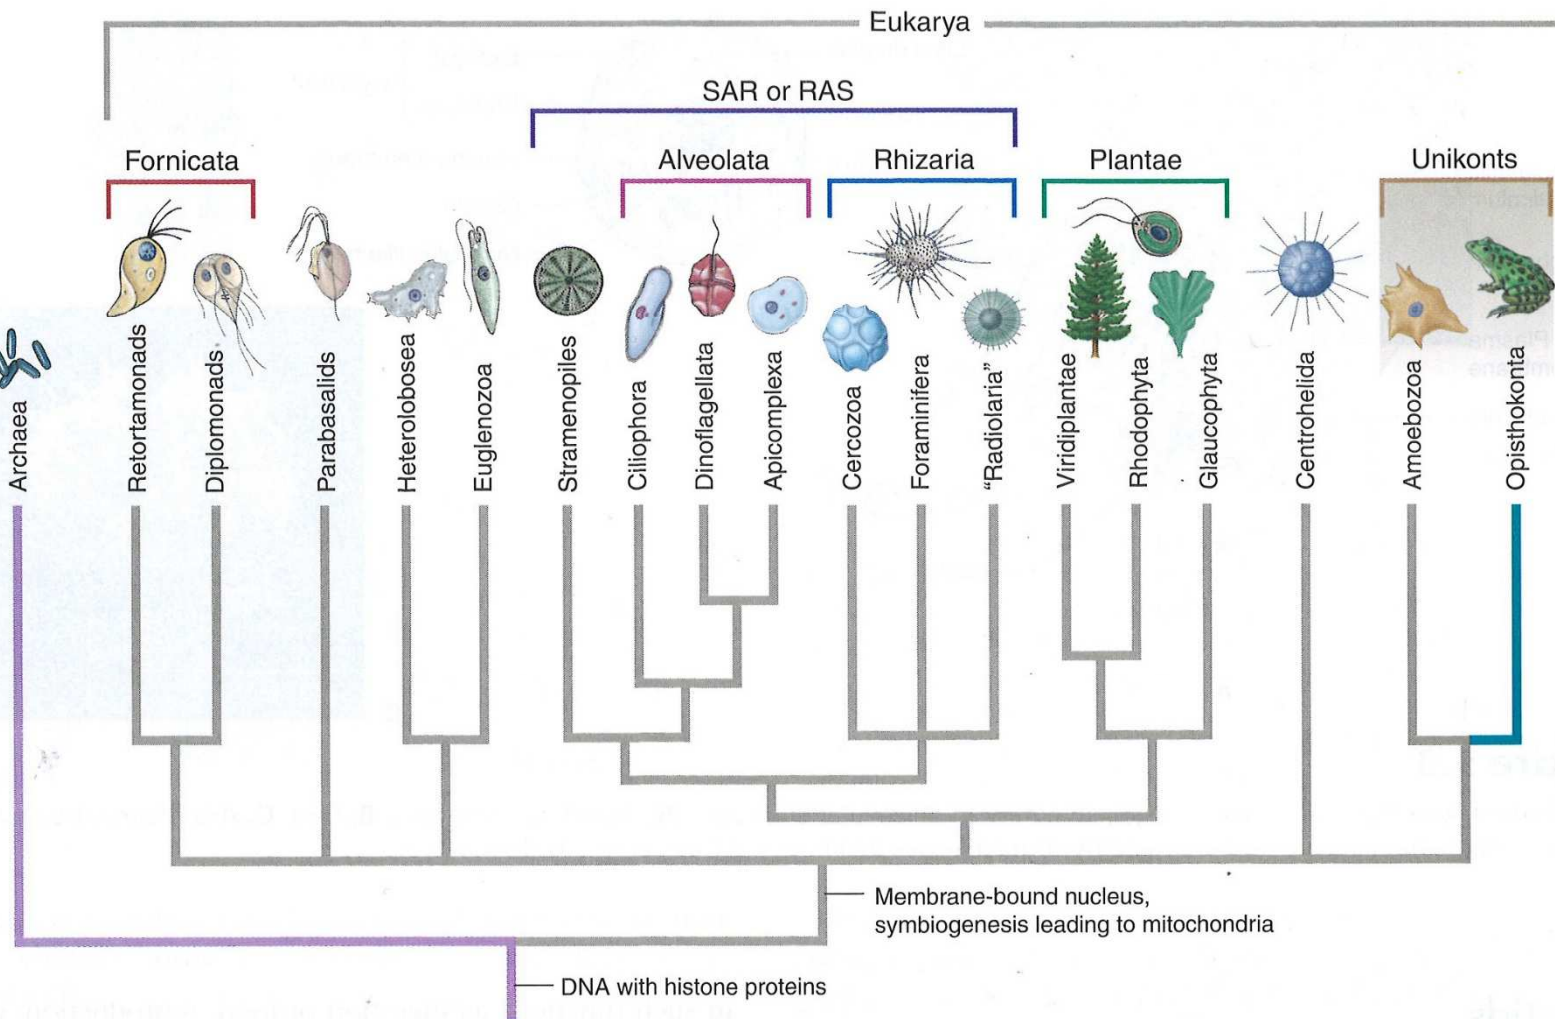 Eukarya
SAR or RAS
Fornicata
Alveolata
Rhizaria
Plantae
Unikonts
Archaea
Retortamonads
Diplomonads
Parabasalids
Heterolobosea
Euglenozoa
Stramenopiles
Ciliophora
Dinoflagellata
Apicomplexa
Cercozoa
Foraminifera
“Radiolaria”
Viridiplantae
Rhodophyta
Glaucophyta
Centrohelida
Amoebozoa
Opisthokonta
Membrane-bound nucleus,
symbiogenesis leading to mitochondria
DNA with histone proteins